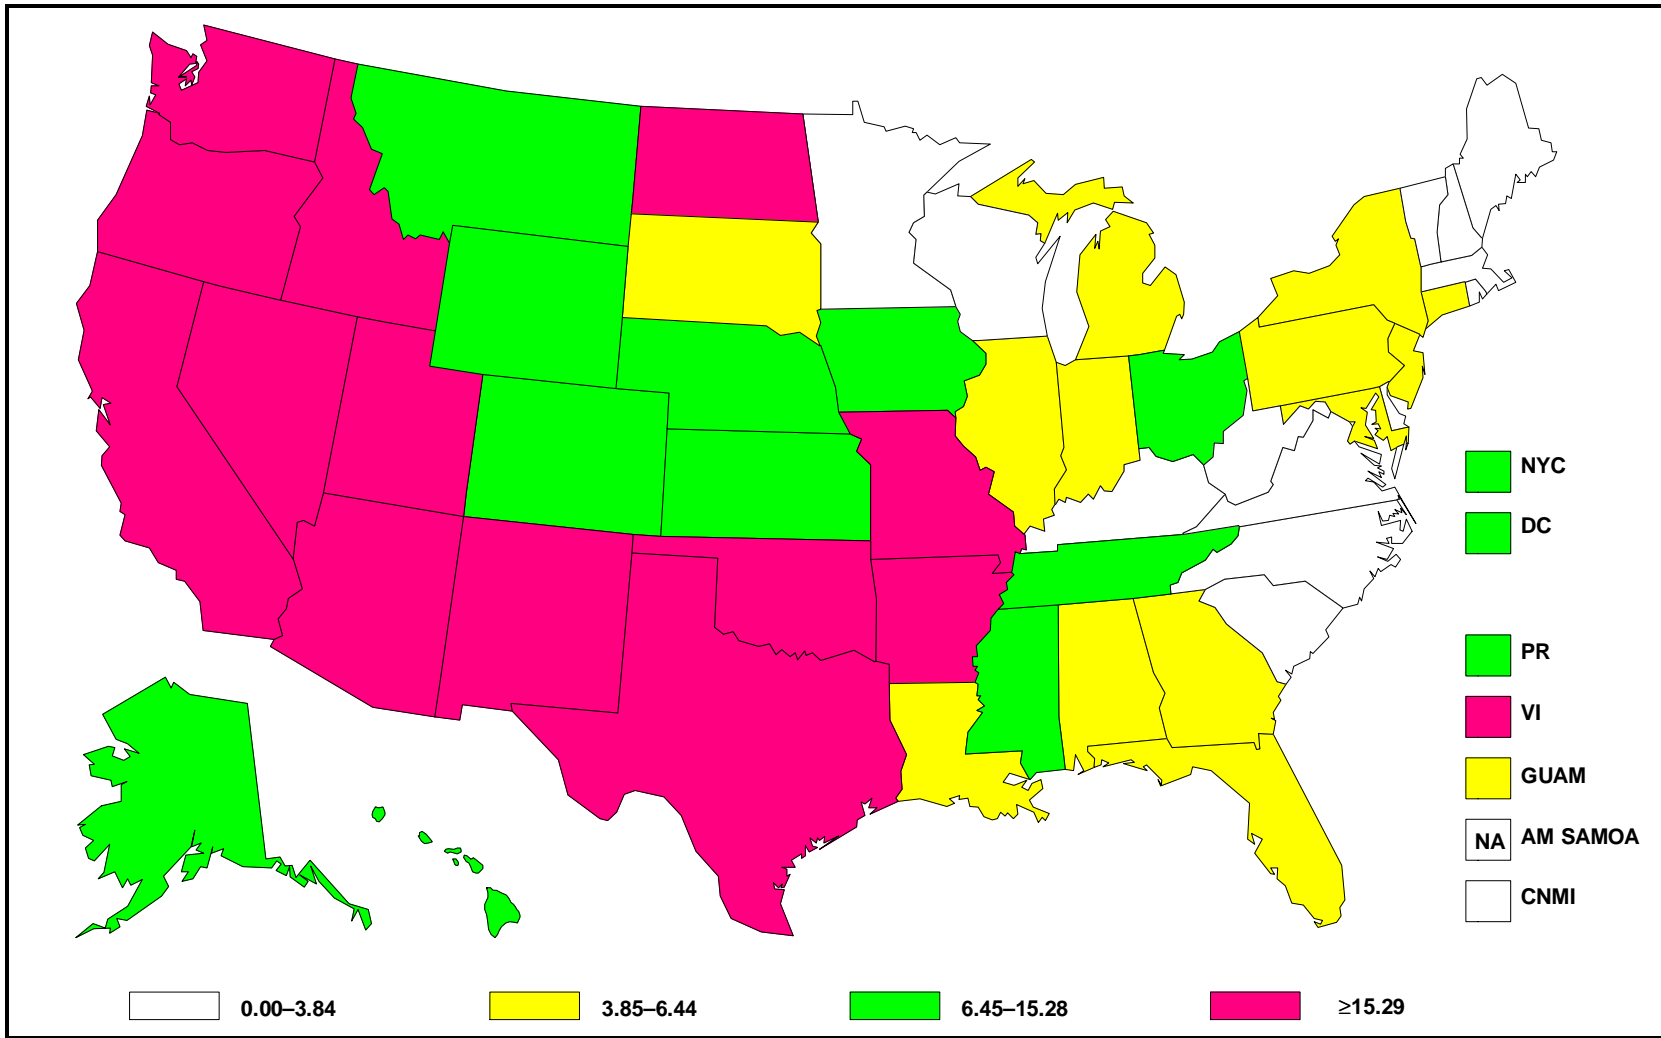 NYC
DC
PR
VI
GUAM
NA AM SAMOA
CNMI
0.00–3.84 3.85–6.44 6.45–15.28 ≥15.29